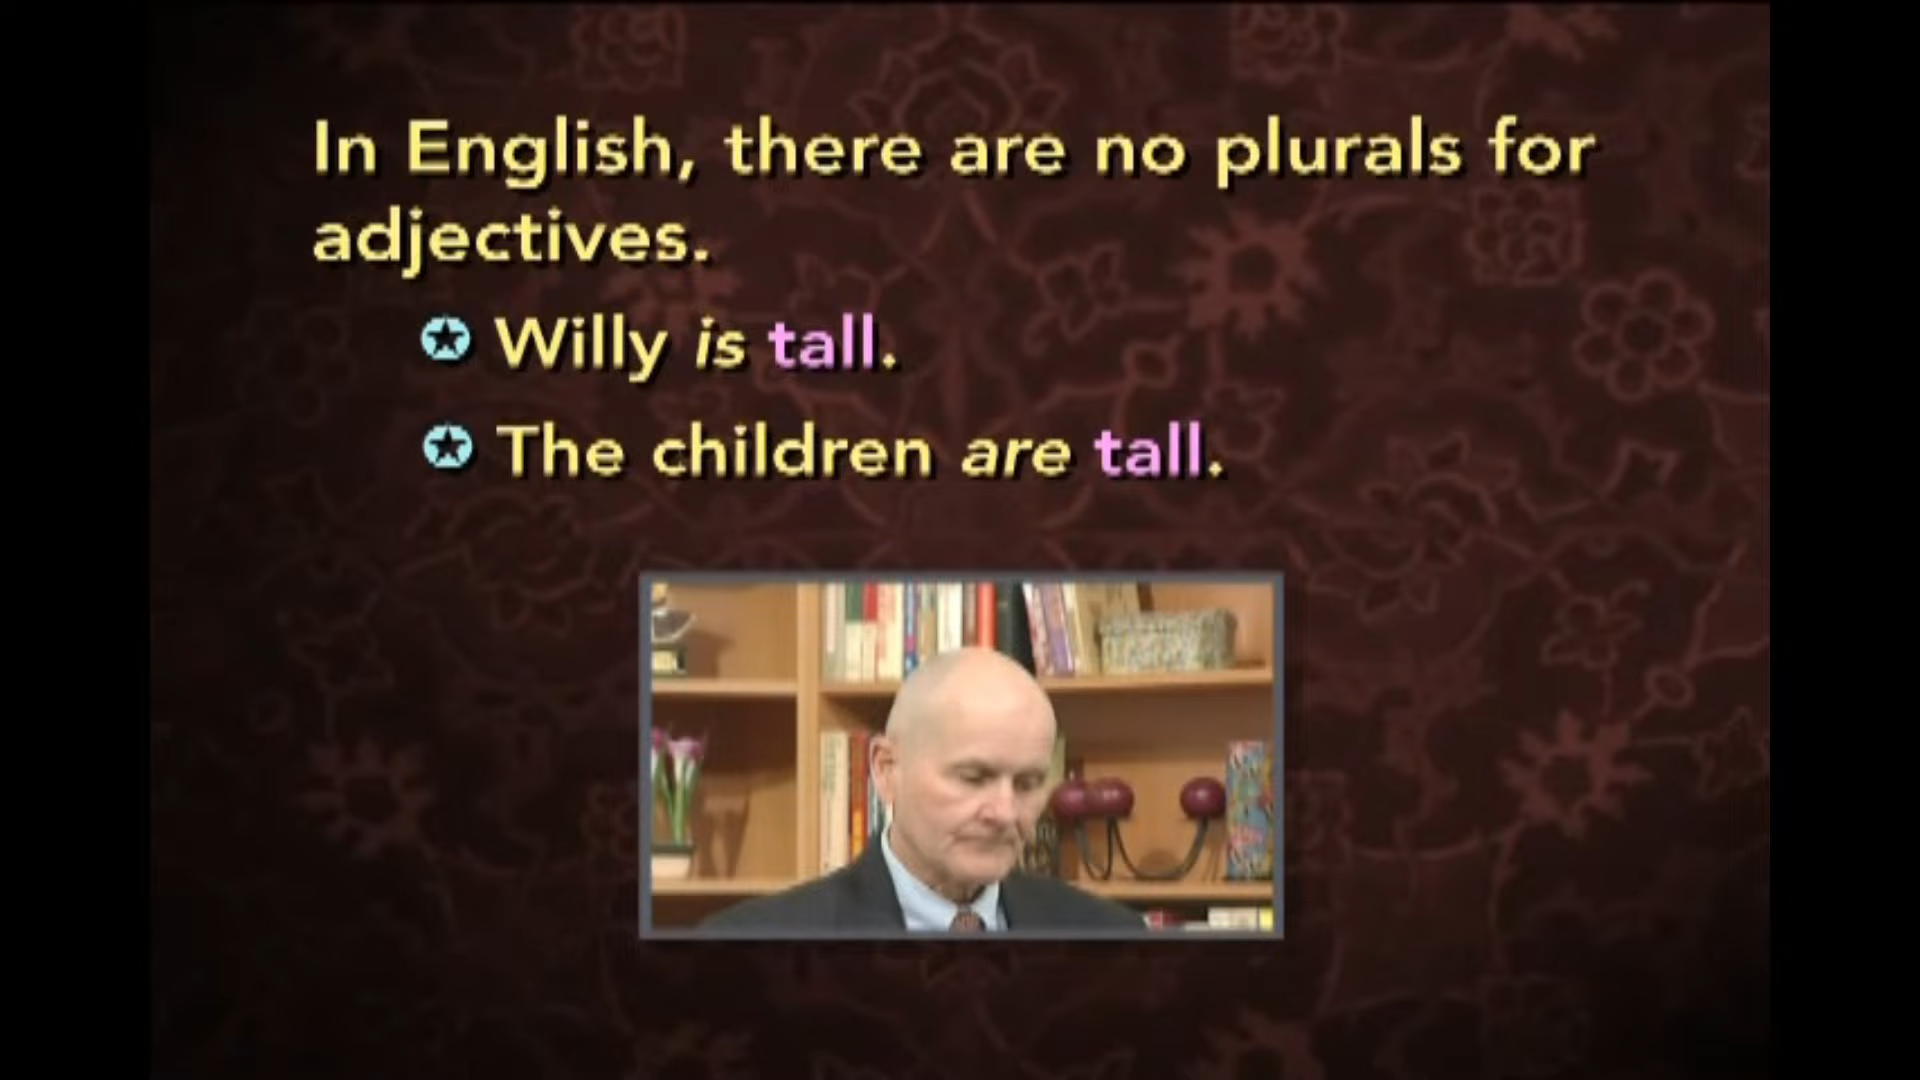 In English, there are no plurals for
adjectives.
Willy is tall.
The children are tall.